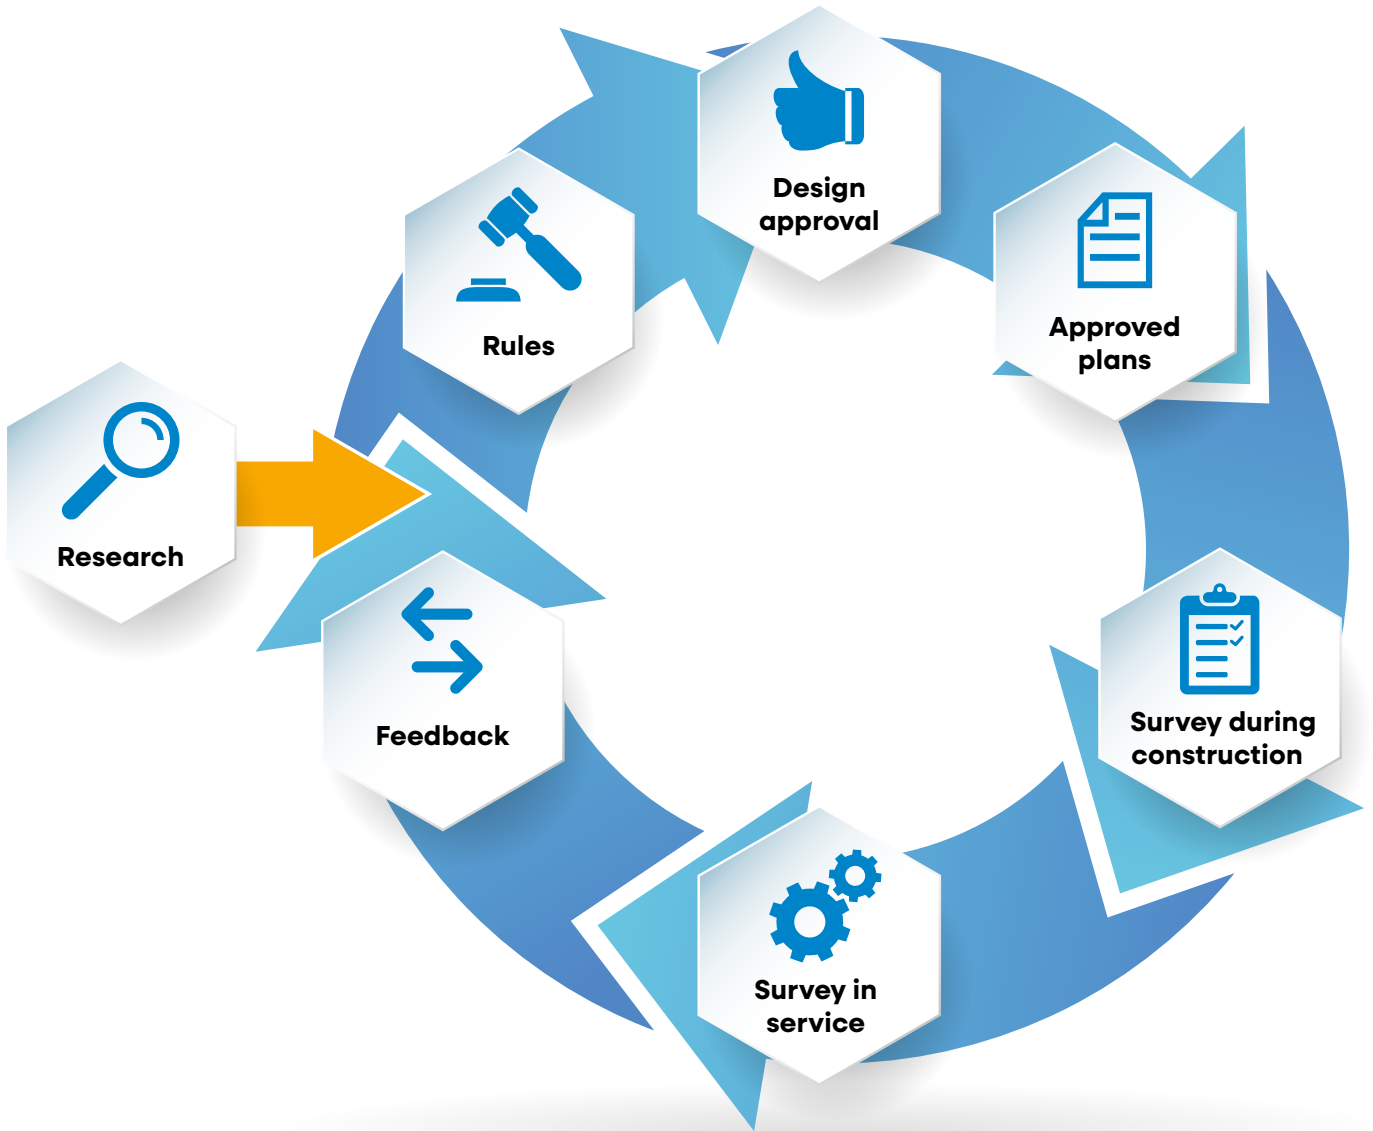 Design
approval
Rules
Approved
plans
Research
Survey during
construction
Feedback
Survey in
service